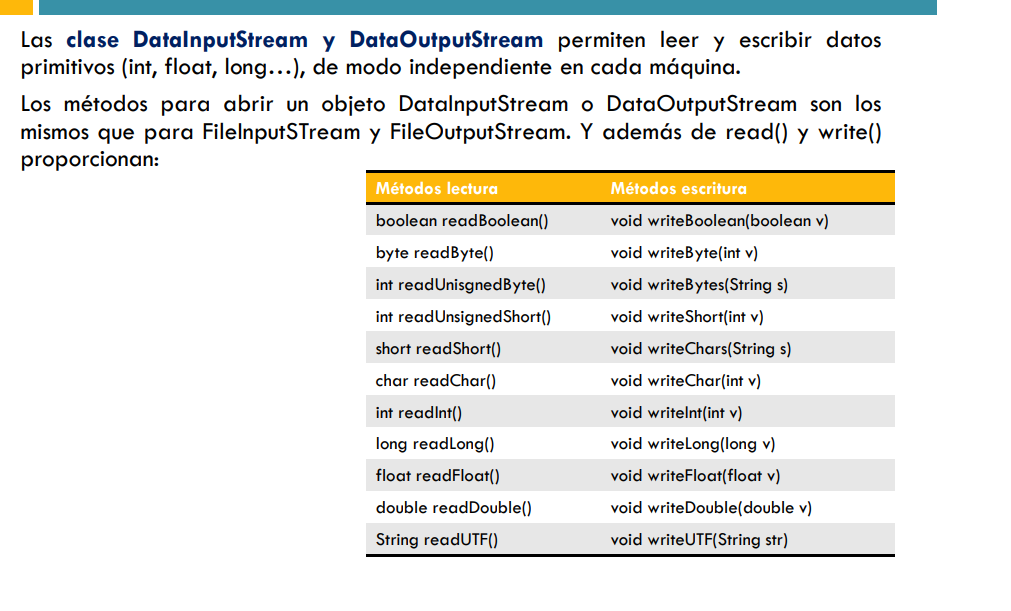 Las clase DataInputStream y DataOutputStream permiten leer y escribir datos
primitivos (int, float, long…), de modo independiente en cada máquina.
Los métodos para abrir un objeto DataInputStream o DataOutputStream son los
mismos que para FileInputSTream y FileOutputStream. Y además de read() y write()
proporcionan:
Métodos lectura Métodos escritura
boolean readBoolean() void writeBoolean(boolean v)
byte readByte() void writeByte(int v)
int readUnisgnedByte() void writeBytes(String s)
int readUnsignedShort() void writeShort(int v)
short readShort() void writeChars(String s)
char readChar() void writeChar(int v)
int readInt() void writeInt(int v)
long readLong() void writeLong(long v)
float readFloat() void writeFloat(float v)
double readDouble() void writeDouble(double v)
String readUTF() void writeUTF(String str)